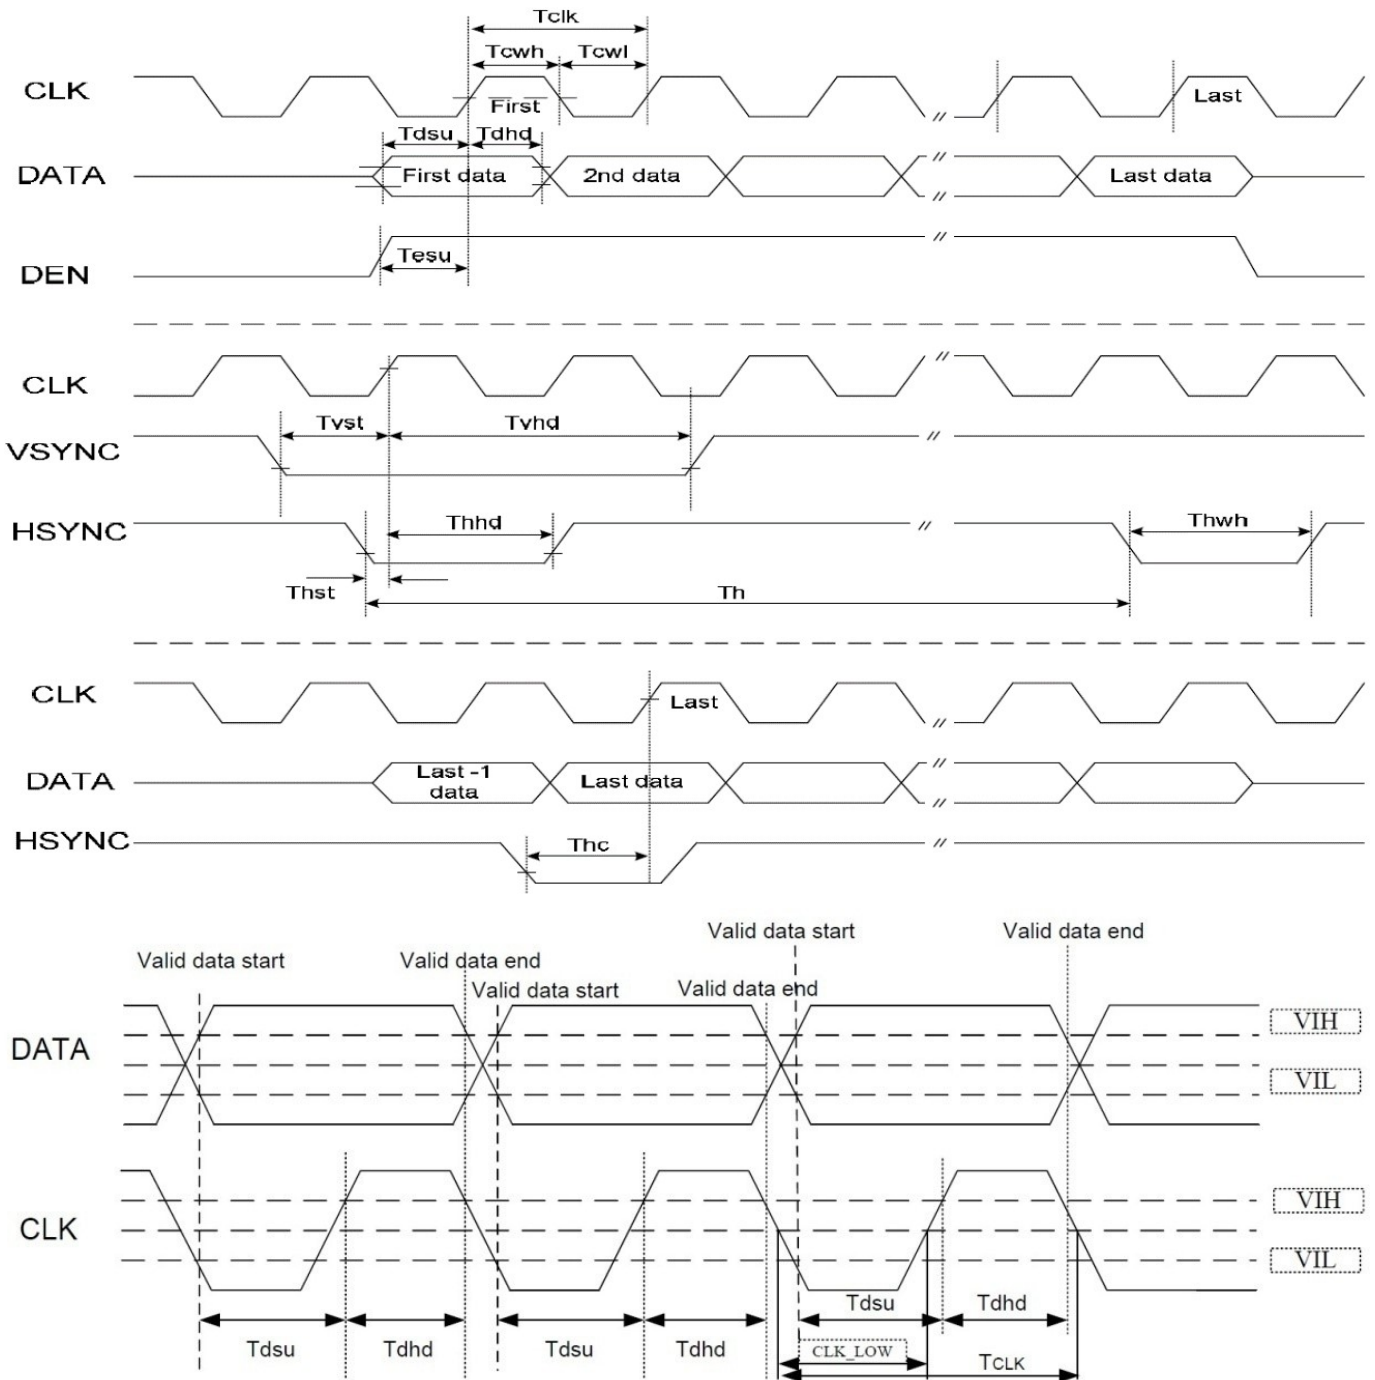 Tclk
Tcwh Tcwl
CLK First Last
Tdsu Tdhd
DATA First data 2nd data // Last data
DEN Tesu //
CLK //
VSYNC Tvst Tvhd //
HSYNC Thhd // Thwh
Thst Th
CLK Last //
DATA Last -1 data Last data //
HSYNC Thc //
Valid data start Valid data end
Valid data start Valid data end
Valid data start Valid data end
DATA VIH
VIL
CLK VIH
VIL
Tdsu Tdhd
Tdsu Tdhd Tdsu Tdhd
CLK_LOW TCLK